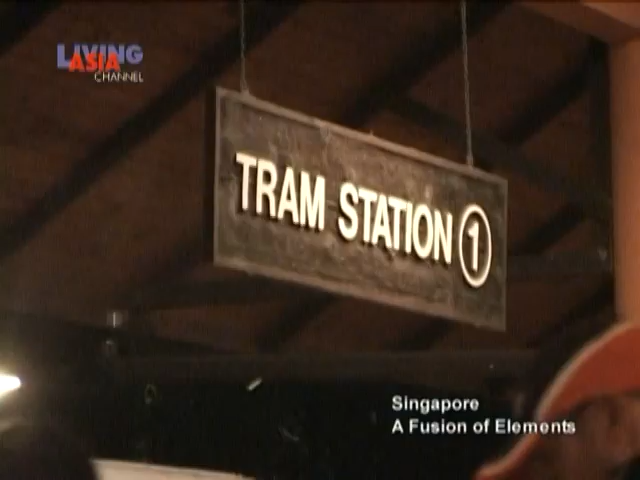 LIVING
ASIA
CHANNEL
TRAM STATION 1
Singapore
A Fusion of Elements